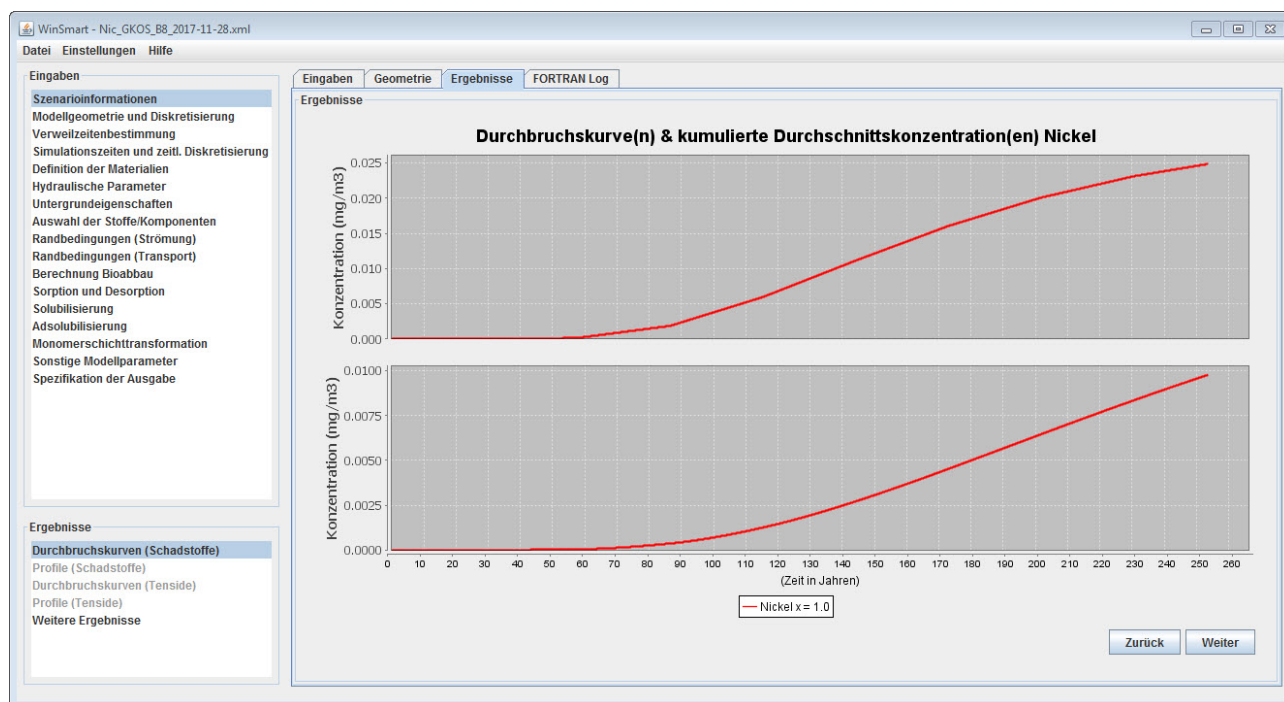 WinSmart - Nic_GKOS_B8_2017-11-28.xml
Datei Einstellungen Hilfe
Eingaben
Szenarioinformationen
Modellgeometrie und Diskretisierung
Verweilzeitenbestimmung
Simulationszeiten und zeitl. Diskretisierung
Definition der Materialien
Hydraulische Parameter
Untergrundeigenschaften
Auswahl der Stoffe/Komponenten
Randbedingungen (Strömung)
Randbedingungen (Transport)
Berechnung Bioabbau
Sorption und Desorption
Solubilisierung
Adsolubilisierung
Monomerschichttransformation
Sonstige Modellparameter
Spezifikation der Ausgabe
Ergebnisse
Durchbruchskurven (Schadstoffe)
Profile (Schadstoffe)
Durchbruchskurven (Tenside)
Profile (Tenside)
Weitere Ergebnisse
Eingaben Geometrie Ergebnisse FORTRAN Log
Ergebnisse
Durchbruchskurve(n) & kumulierte Durchschnittskonzentration(en) Nickel
Konzentration (mg/m3)
0.025
0.020
0.015
0.010
0.005
0.000
Konzentration (mg/m3)
0.0100
0.0075
0.0050
0.0025
0.0000
0 10 20 30 40 50 60 70 80 90 100 110 120 130 140 150 160 170 180 190 200 210 220 230 240 250 260
(Zeit in Jahren)
Nickel x = 1.0
Zurück Weiter